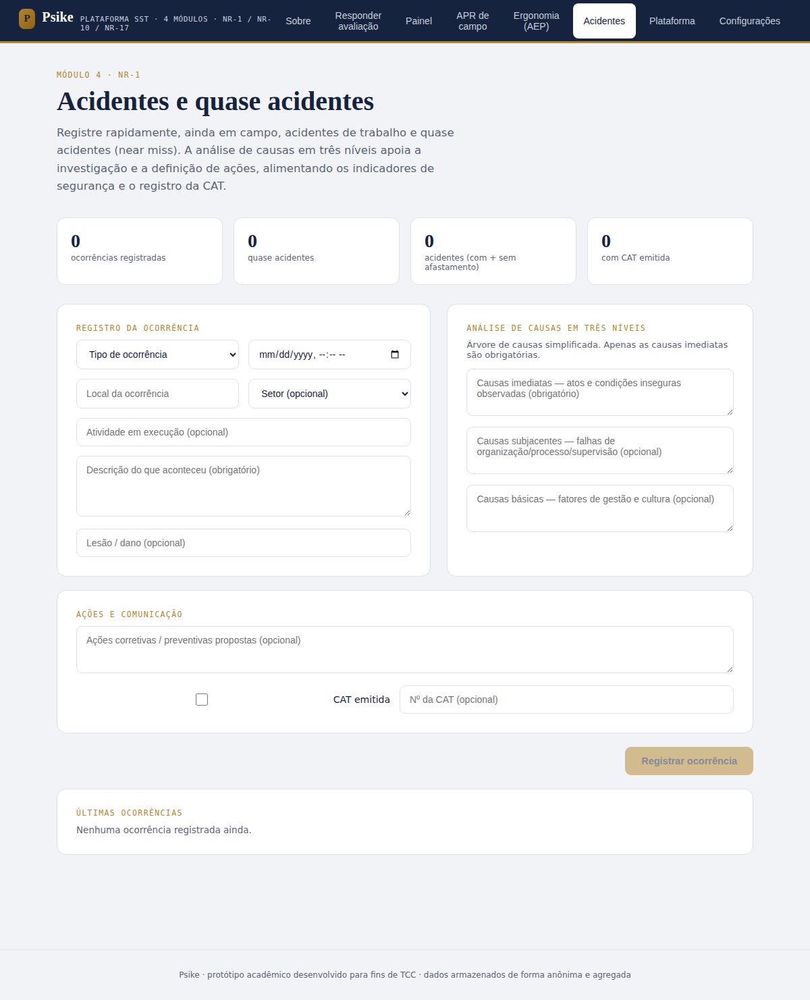 P
Psike
PLATAFORMA SST · 4 MÓDULOS · NR-1 / NR-
10 / NR-17
Sobre
Responder
avaliação
Painel
APR de
campo
Ergonomia
(AEP)
Acidentes
Plataforma
Configurações
MÓDULO 4 · NR-1
Acidentes e quase acidentes
Registre rapidamente, ainda em campo, acidentes de trabalho e quase
acidentes (near miss). A análise de causas em três níveis apoia a
investigação e a definição de ações, alimentando os indicadores de
segurança e o registro da CAT.
0
ocorrências registradas
0
quase acidentes
0
acidentes (com + sem
afastamento)
0
com CAT emitida
REGISTRO DA OCORRÊNCIA
Tipo de ocorrência
mm/dd/yyyy, --:-- --
Local da ocorrência
Setor (opcional)
Atividade em execução (opcional)
Descrição do que aconteceu (obrigatório)
Lesão / dano (opcional)
ANÁLISE DE CAUSAS EM TRÊS NÍVEIS
Árvore de causas simplificada. Apenas as causas imediatas
são obrigatórias.
Causas imediatas — atos e condições inseguras
observadas (obrigatório)
Causas subjacentes — falhas de
organização/processo/supervisão (opcional)
Causas básicas — fatores de gestão e cultura (opcional)
AÇÕES E COMUNICAÇÃO
Ações corretivas / preventivas propostas (opcional)
CAT emitida
Nº da CAT (opcional)
Registrar ocorrência
ÚLTIMAS OCORRÊNCIAS
Nenhuma ocorrência registrada ainda.
Psike · protótipo acadêmico desenvolvido para fins de TCC · dados armazenados de forma anônima e agregada